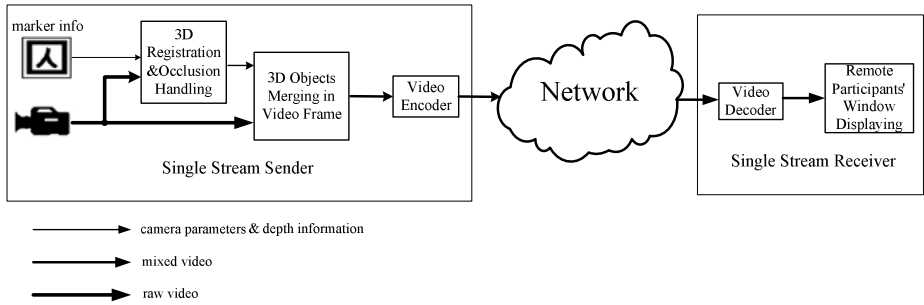 marker info
人
3D
Registration
&Occlusion
Handling
3D Objects
Merging in
Video Frame
Video
Encoder
Single Stream Sender
Network
Video
Decoder
Remote
Participants'
Window
Displaying
Single Stream Receiver
camera parameters & depth information
mixed video
raw video